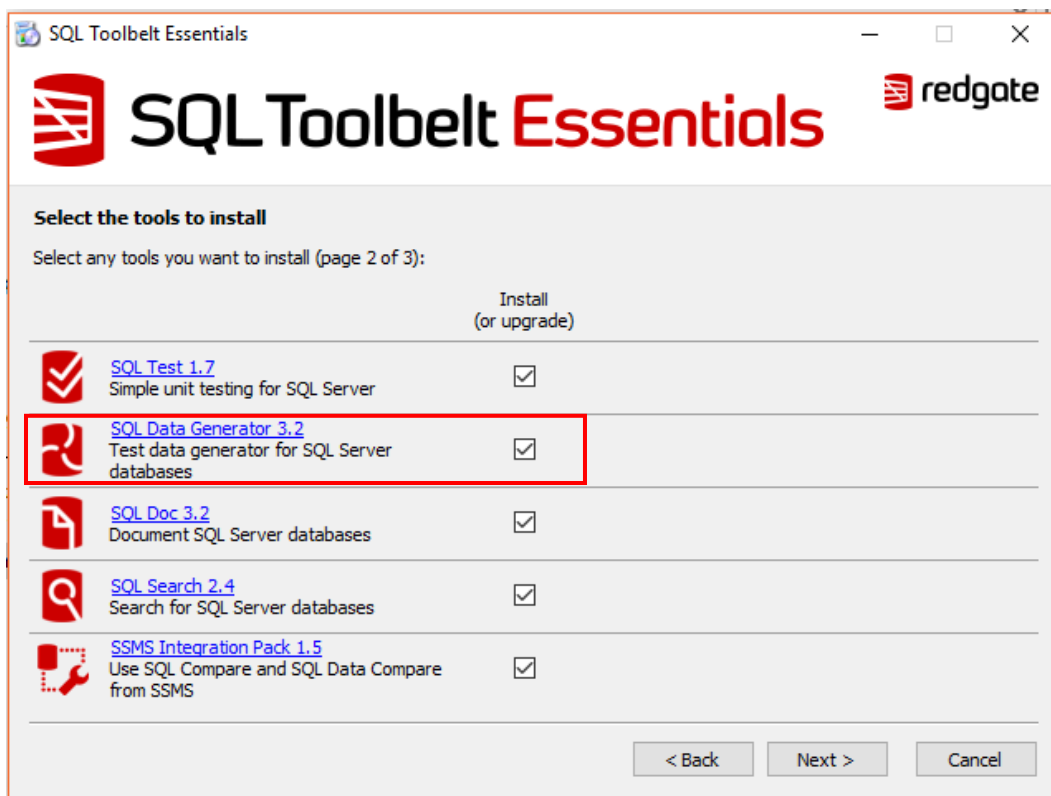 SQL Toolbelt Essentials
SQL Toolbelt Essentials
redgate
Select the tools to install
Select any tools you want to install (page 2 of 3):
Install
(or upgrade)
SQL Test 1.7
Simple unit testing for SQL Server
SQL Data Generator 3.2
Test data generator for SQL Server
databases
SQL Doc 3.2
Document SQL Server databases
SQL Search 2.4
Search for SQL Server databases
SSMS Integration Pack 1.5
Use SQL Compare and SQL Data Compare
from SSMS
< Back
Next >
Cancel